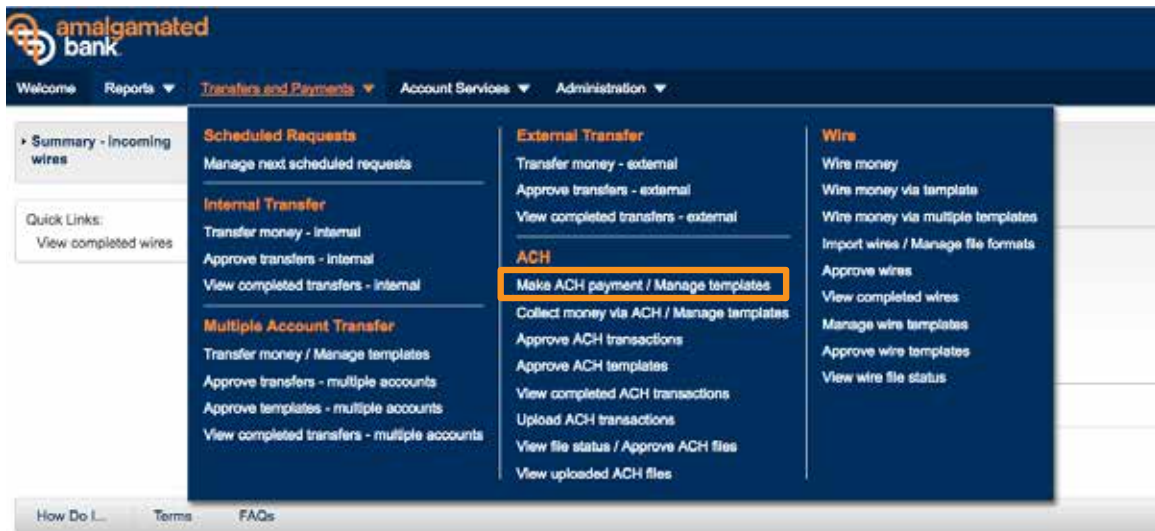 amalgamated
bank
Welcome Reports Transfers and Payments Account Services Administration
Summary - incoming
wires
Quick Links:
View completed wires
Scheduled Requests
Manage next scheduled requests
Internal Transfer
Transfer money - internal
Approve transfers - internal
View completed transfers - internal
Multiple Account Transfer
Transfer money / Manage templates
Approve transfers - multiple accounts
Approve templates - multiple accounts
View completed transfers - multiple accounts
External Transfer
Transfer money - external
Approve transfers - external
View completed transfers - external
ACH
Make ACH payment / Manage templates
Collect money via ACH / Manage templates
Approve ACH transactions
Approve ACH templates
View completed ACH transactions
Upload ACH transactions
View file status / Approve ACH files
View uploaded ACH files
Wire
Wire money
Wire money via template
Wire money via multiple templates
Import wires / Manage file formats
Approve wires
View completed wires
Manage wire templates
Approve wire templates
View wire file status
How Do I... Terms FAQs